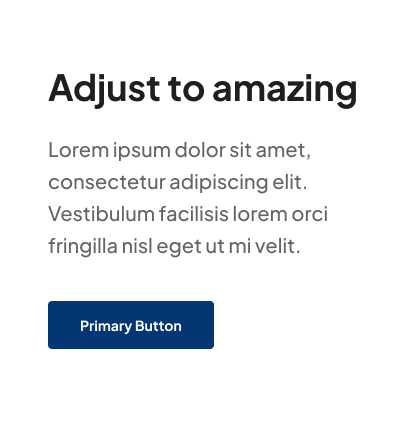 Adjust to amazing
Lorem ipsum dolor sit amet,
consectetur adipiscing elit.
Vestibulum facilisis lorem orci
fringilla nisl eget ut mi velit.
Primary Button